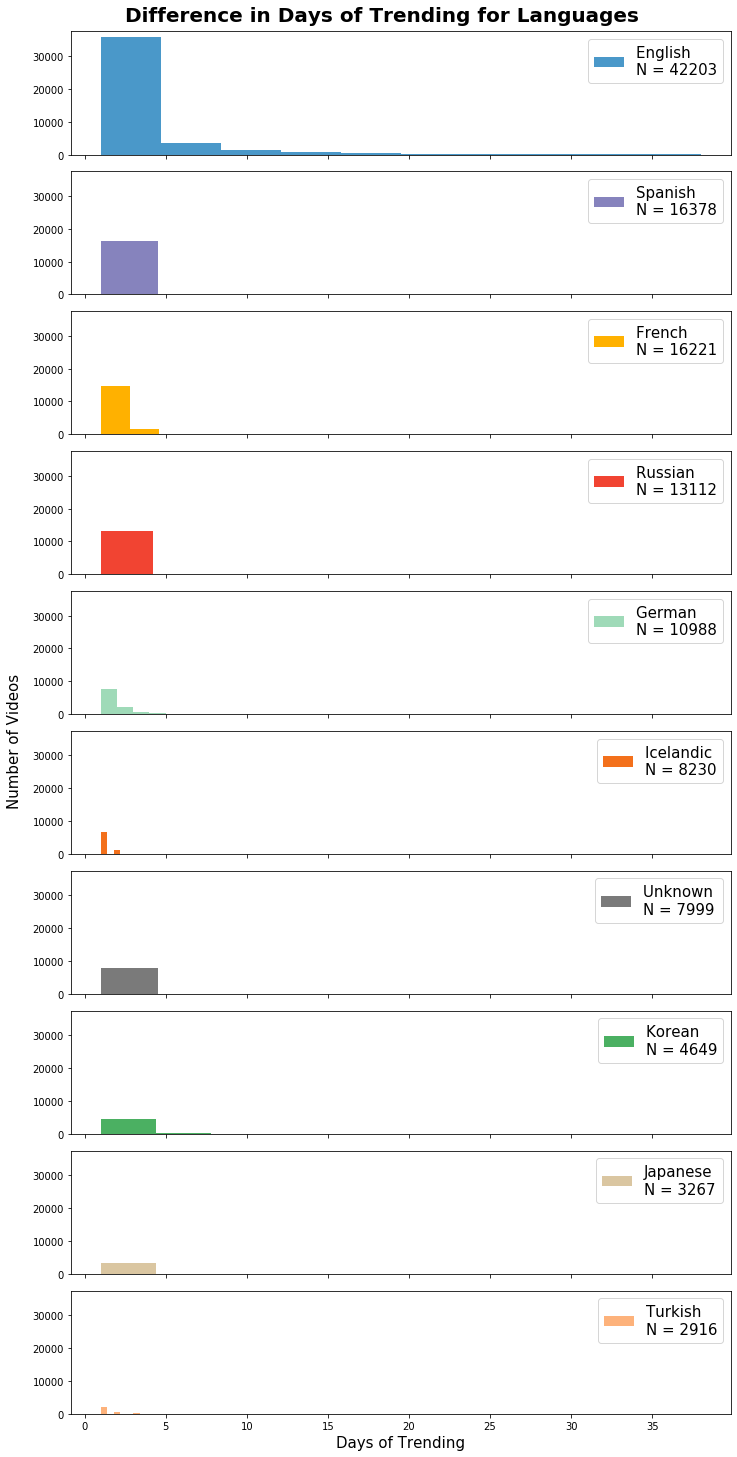 Difference in Days of Trending for Languages
30000
20000
10000
0
English
N = 42203
30000
20000
10000
0
Spanish
N = 16378
30000
20000
10000
0
French
N = 16221
30000
20000
10000
0
Russian
N = 13112
30000
20000
10000
0
German
N = 10988
Number of Videos
30000
20000
10000
0
Icelandic
N = 8230
30000
20000
10000
0
Unknown
N = 7999
30000
20000
10000
0
Korean
N = 4649
30000
20000
10000
0
Japanese
N = 3267
30000
20000
10000
0
Turkish
N = 2916
0 5 10 15 20 25 30 35
Days of Trending